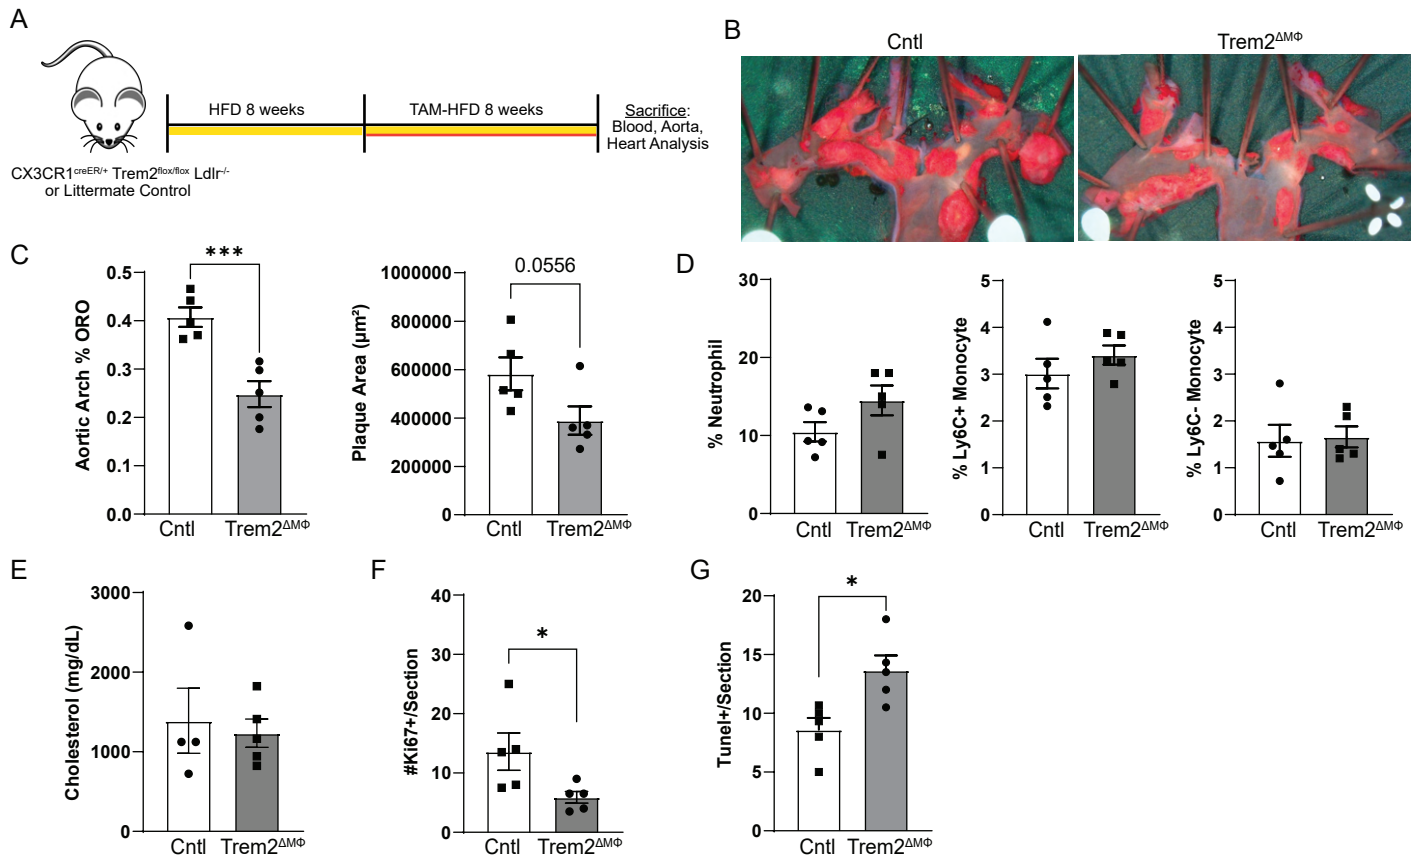 A
HFD 8 weeks
TAM-HFD 8 weeks
Sacrifice:
Blood, Aorta,
Heart Analysis
CX3CR1creER/+ Trem2flox/flox Ldlr-/-
or Littermate Control
B
Cntl
Trem2ΔMΦ
C
***
Aortic Arch % ORO
0.5
0.4
0.3
0.2
0.1
0.0
Cntl
Trem2ΔMΦ
0.0556
Plaque Area (µm²)
1000000
800000
600000
400000
200000
0
Cntl
Trem2ΔMΦ
D
% Neutrophil
30
20
10
0
Cntl
Trem2ΔMΦ
% Ly6C+ Monocyte
5
4
3
2
1
0
Cntl
Trem2ΔMΦ
% Ly6C- Monocyte
5
4
3
2
1
0
Cntl
Trem2ΔMΦ
E
Cholesterol (mg/dL)
3000
2000
1000
0
Cntl
Trem2ΔMΦ
F
*
#Ki67+/Section
40
30
20
10
0
Cntl
Trem2ΔMΦ
G
*
Tunel+/Section
20
15
10
5
0
Cntl
Trem2ΔMΦ